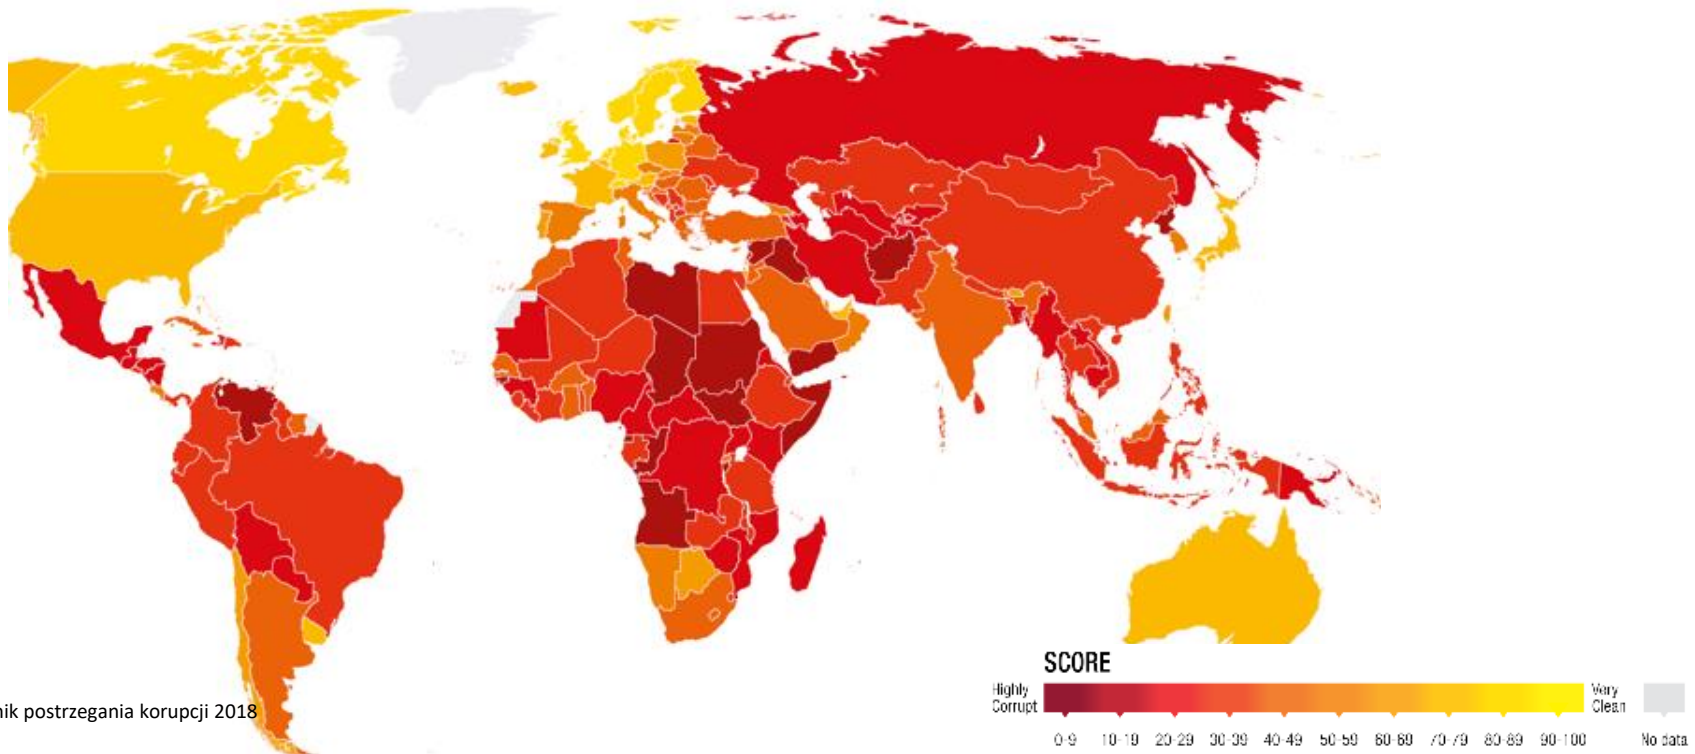 SCORE
Highly
Corrupt
Very
Clean
0-9 10-19 20-29 30-39 40-49 50-59 60-69 70-79 80-89 90-100 No data
nik postrzegania korupcji 2018